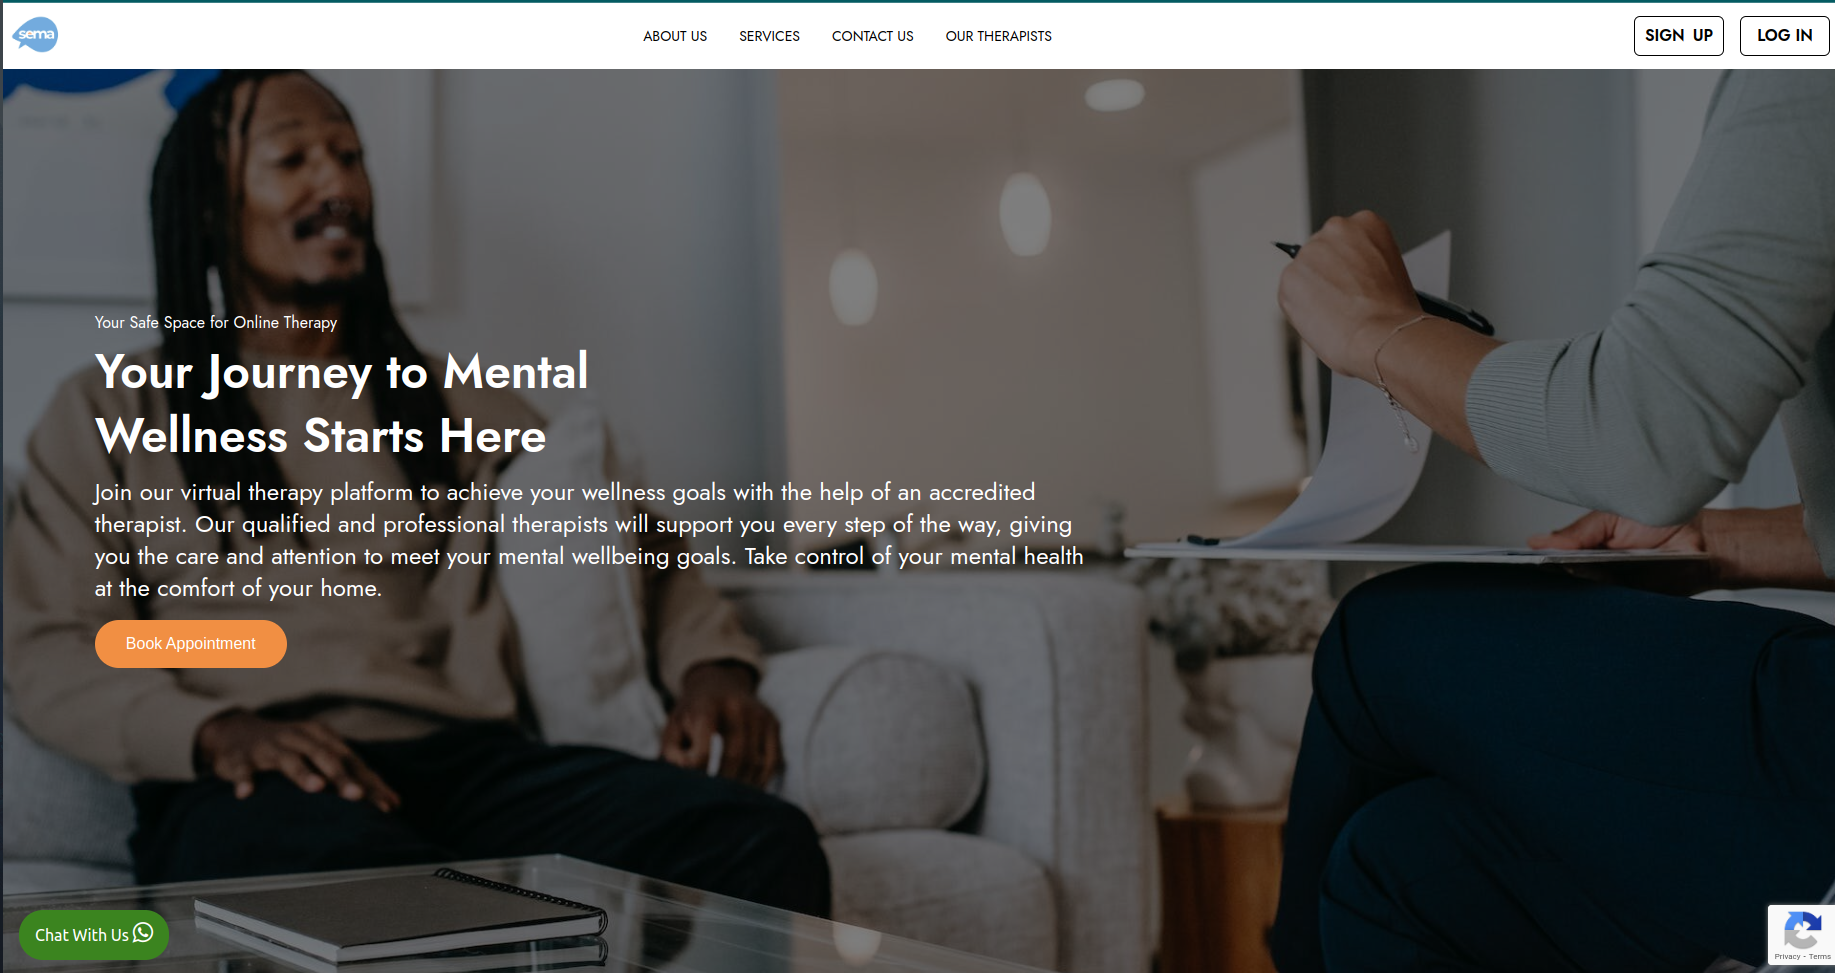 sema
ABOUT US
SERVICES
CONTACT US
OUR THERAPISTS
SIGN UP
LOG IN
Your Safe Space for Online Therapy
Your Journey to Mental
Wellness Starts Here
Join our virtual therapy platform to achieve your wellness goals with the help of an accredited
therapist. Our qualified and professional therapists will support you every step of the way, giving
you the care and attention to meet your mental wellbeing goals. Take control of your mental health
at the comfort of your home.
Book Appointment
Chat With Us
Privacy - Terms